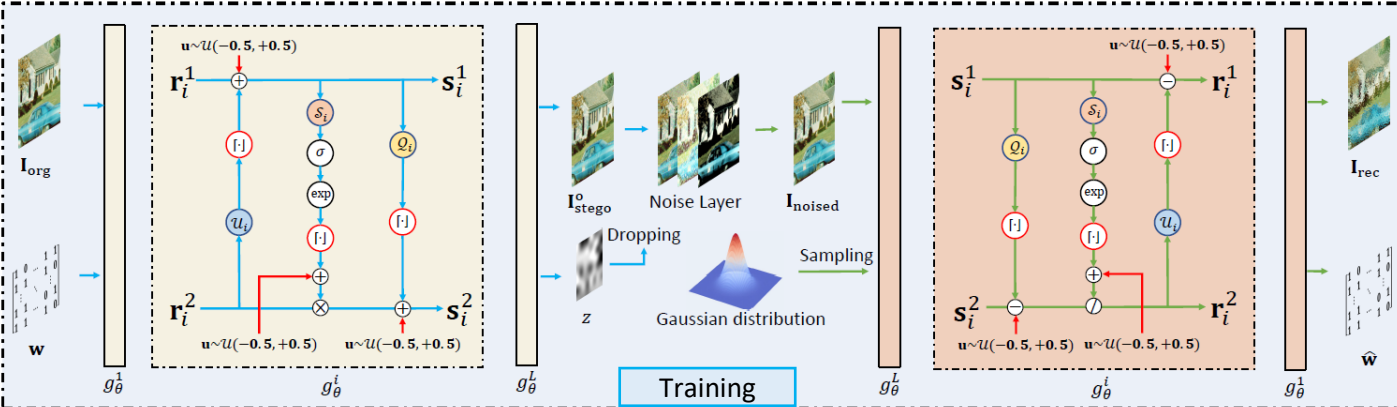 u~𝒰(−0.5,+0.5)
r_i^1
s_i^1
𝒮_i
⌈·⌋
σ
𝒬_i
exp
𝒰_i
⌈·⌋
⌈·⌋
+
r_i^2
×
+
s_i^2
u~𝒰(−0.5,+0.5) u~𝒰(−0.5,+0.5)
I_org
w
g_θ^1
g_θ^i
g_θ^L
I_stego^o
Noise Layer
I_noised
Dropping
z
Gaussian distribution
Sampling
Training
u~𝒰(−0.5,+0.5)
s_i^1
−
r_i^1
𝒮_i
𝒬_i
σ
⌈·⌋
exp
⌈·⌋
⌈·⌋
𝒰_i
+
s_i^2
−
/
r_i^2
u~𝒰(−0.5,+0.5) u~𝒰(−0.5,+0.5)
g_θ^L
g_θ^i
g_θ^1
I_rec
ŵ